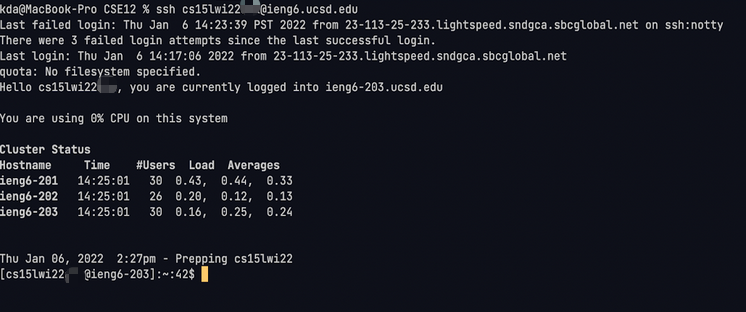 kda@MacBook-Pro CSE12 % ssh cs15lwi22@ieng6.ucsd.edu
Last failed login: Thu Jan  6 14:23:39 PST 2022 from 23-113-25-233.lightspeed.sndgca.sbcglobal.net on ssh:notty
There were 3 failed login attempts since the last successful login.
Last login: Thu Jan  6 14:17:06 2022 from 23-113-25-233.lightspeed.sndgca.sbcglobal.net
quota: No filesystem specified.
Hello cs15lwi22, you are currently logged into ieng6-203.ucsd.edu
You are using 0% CPU on this system
Cluster Status
Hostname     Time    #Users  Load  Averages
ieng6-201   14:25:01   30  0.43,  0.44,  0.33
ieng6-202   14:25:01   26  0.20,  0.12,  0.13
ieng6-203   14:25:01   30  0.16,  0.25,  0.24
Thu Jan 06, 2022  2:27pm - Prepping cs15lwi22
[cs15lwi22 @ieng6-203]:~:42$